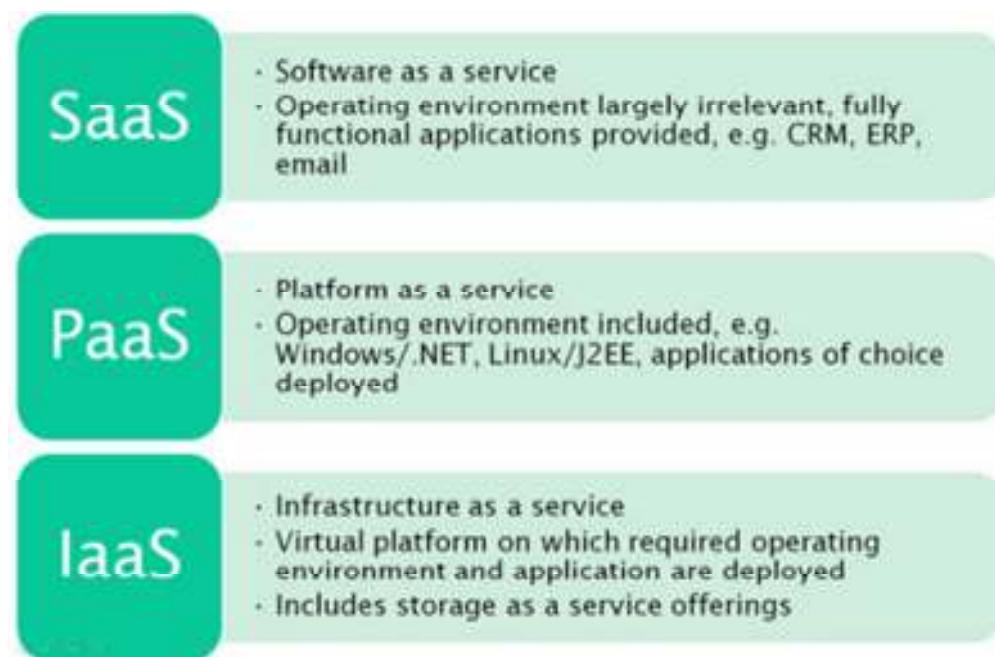 SaaS
· Software as a service
· Operating environment largely irrelevant, fully
functional applications provided, e.g. CRM, ERP,
email
PaaS
· Platform as a service
· Operating environment included, e.g.
Windows/.NET, Linux/J2EE, applications of choice
deployed
IaaS
· Infrastructure as a service
· Virtual platform on which required operating
environment and application are deployed
· Includes storage as a service offerings